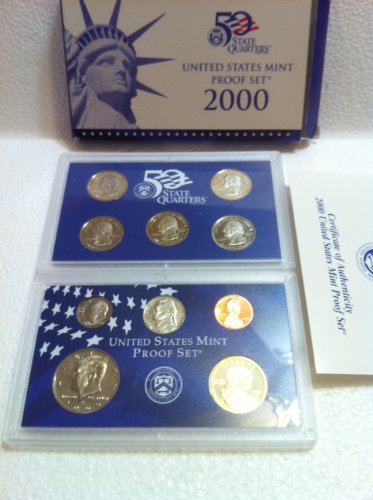 50
STATE
QUARTERS®
UNITED STATES MINT
PROOF SET®
2000
50
STATE
QUARTERS™
UNITED STATES MINT
PROOF SET®
Certificate of Authenticity
2000 United States Mint Proof Set®